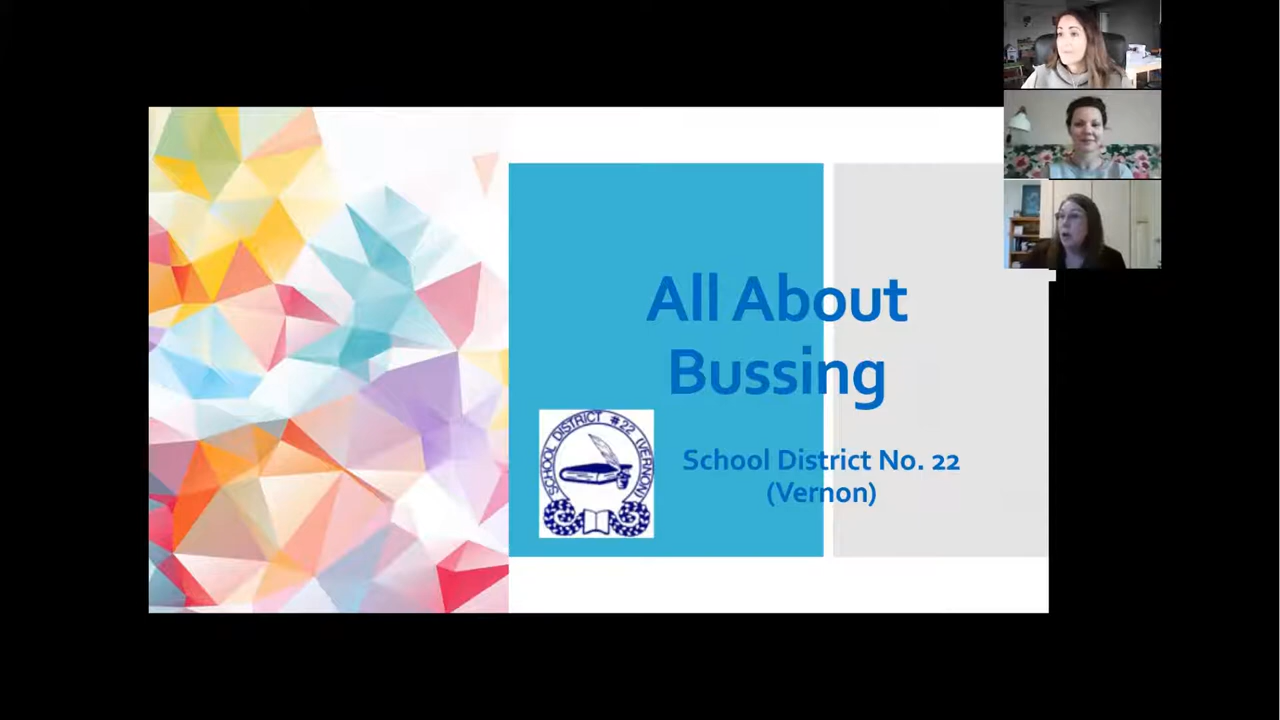 All About
Bussing
SCHOOL DISTRICT #22 (VERNON)
School District No. 22
(Vernon)